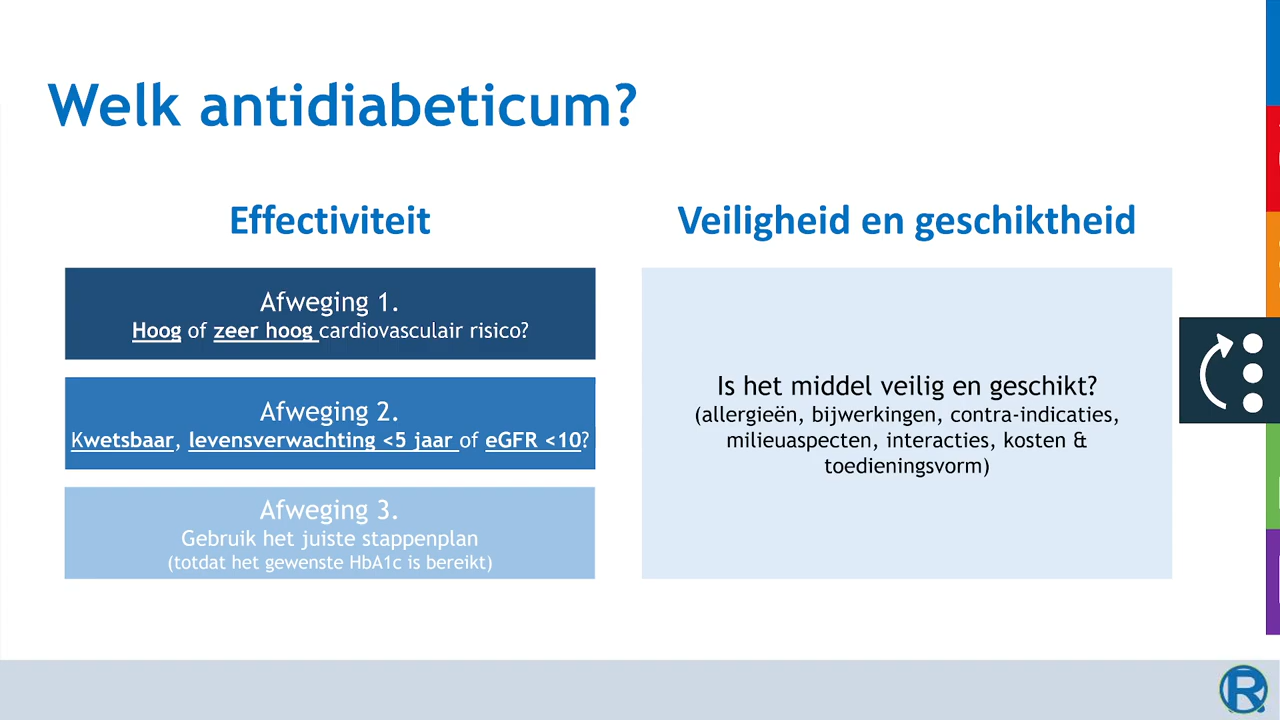 Welk antidiabeticum?
Effectiviteit
Afweging 1.
Hoog of zeer hoog cardiovasculair risico?
Afweging 2.
Kwetsbaar, levensverwachting <5 jaar of eGFR <10?
Afweging 3.
Gebruik het juiste stappenplan
(totdat het gewenste HbA1c is bereikt)
Veiligheid en geschiktheid
Is het middel veilig en geschikt?
(allergieën, bijwerkingen, contra-indicaties,
milieuaspecten, interacties, kosten &
toedieningsvorm)
R